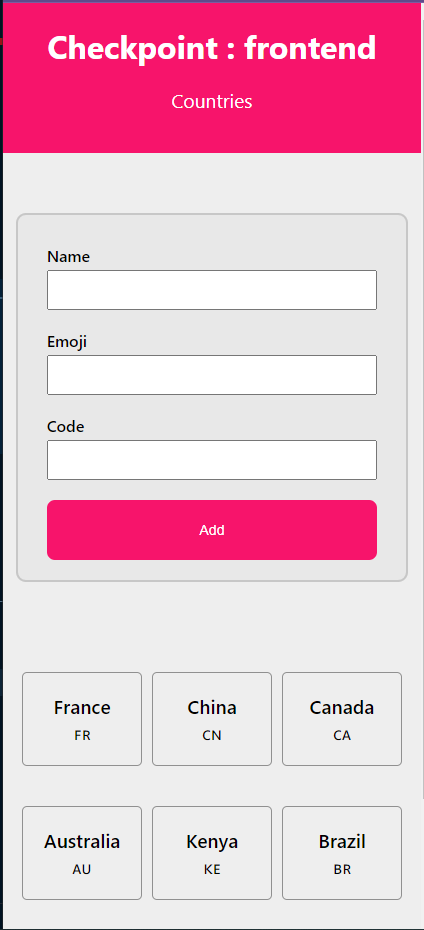 Checkpoint : frontend
Countries
Name
Emoji
Code
Add
France China Canada
FR CN CA
Australia Kenya Brazil
AU KE BR